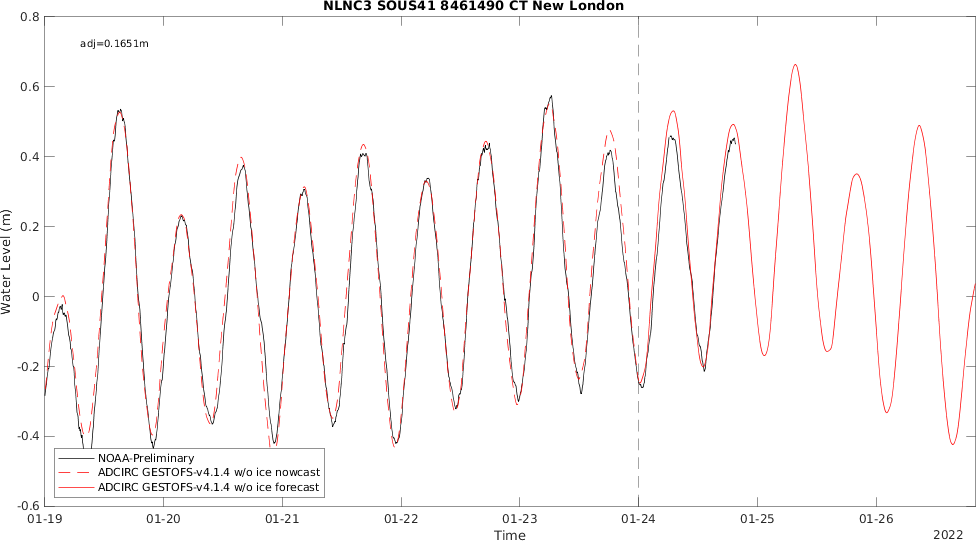 NLNC3 SOUS41 8461490 CT New London
adj=0.1651m
0.8
0.6
0.4
0.2
0
-0.2
-0.4
-0.6
Water Level (m)
NOAA-Preliminary
ADCIRC GESTOFS-v4.1.4 w/o ice nowcast
ADCIRC GESTOFS-v4.1.4 w/o ice forecast
01-19 01-20 01-21 01-22 01-23 01-24 01-25 01-26
Time
2022